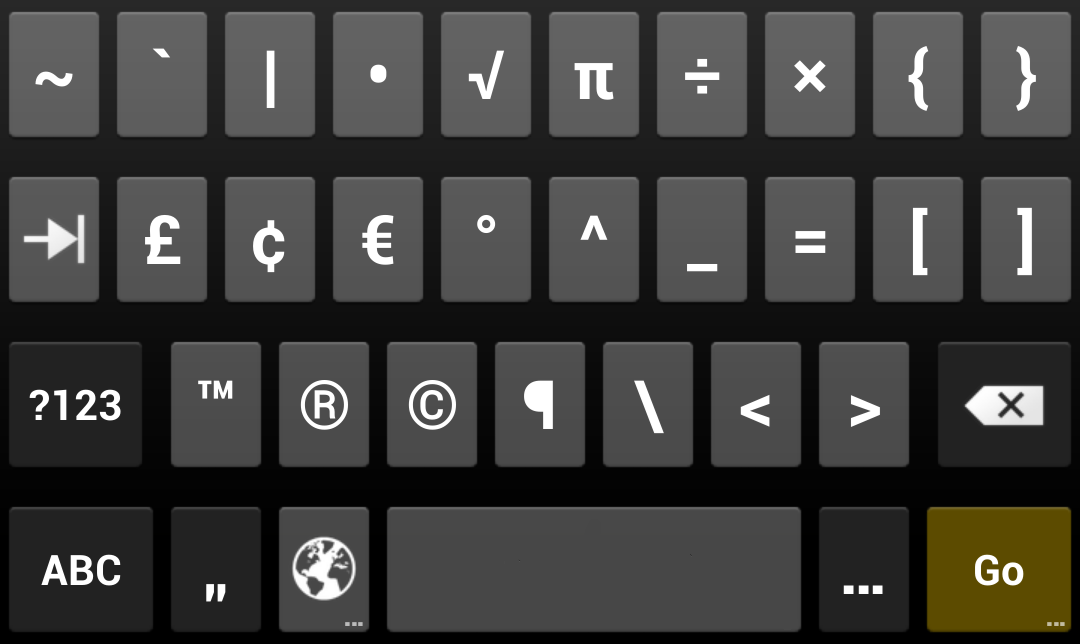 ~ ` | • √ π ÷ × { }
£ ¢ € ° ^ _ = [ ]
?123 ™ ® © ¶ \ < >
ABC „ … Go